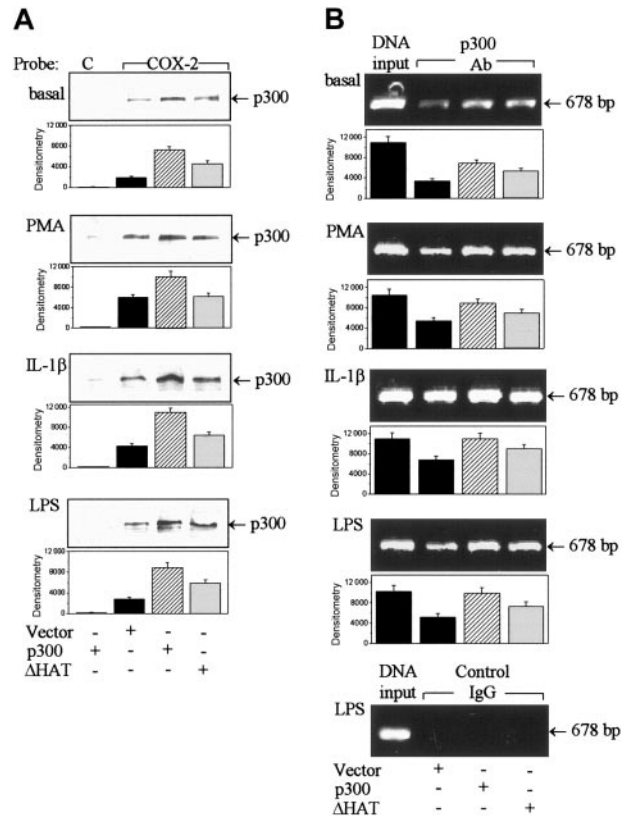 A
Probe: C COX-2
basal
← p300
Densitometry
12000
8000
4000
0
PMA
← p300
Densitometry
12000
8000
4000
0
IL-1β
← p300
Densitometry
12000
8000
4000
0
LPS
← p300
Densitometry
12000
8000
4000
0
Vector - + - -
p300 + - + -
ΔHAT - - - +
B
DNA input p300 Ab
basal
← 678 bp
Densitometry
12000
8000
4000
0
PMA
← 678 bp
Densitometry
12000
8000
4000
0
IL-1β
← 678 bp
Densitometry
12000
8000
4000
0
LPS
← 678 bp
Densitometry
12000
8000
4000
0
DNA input Control IgG
LPS
← 678 bp
Vector + - -
p300 - + -
ΔHAT - - +